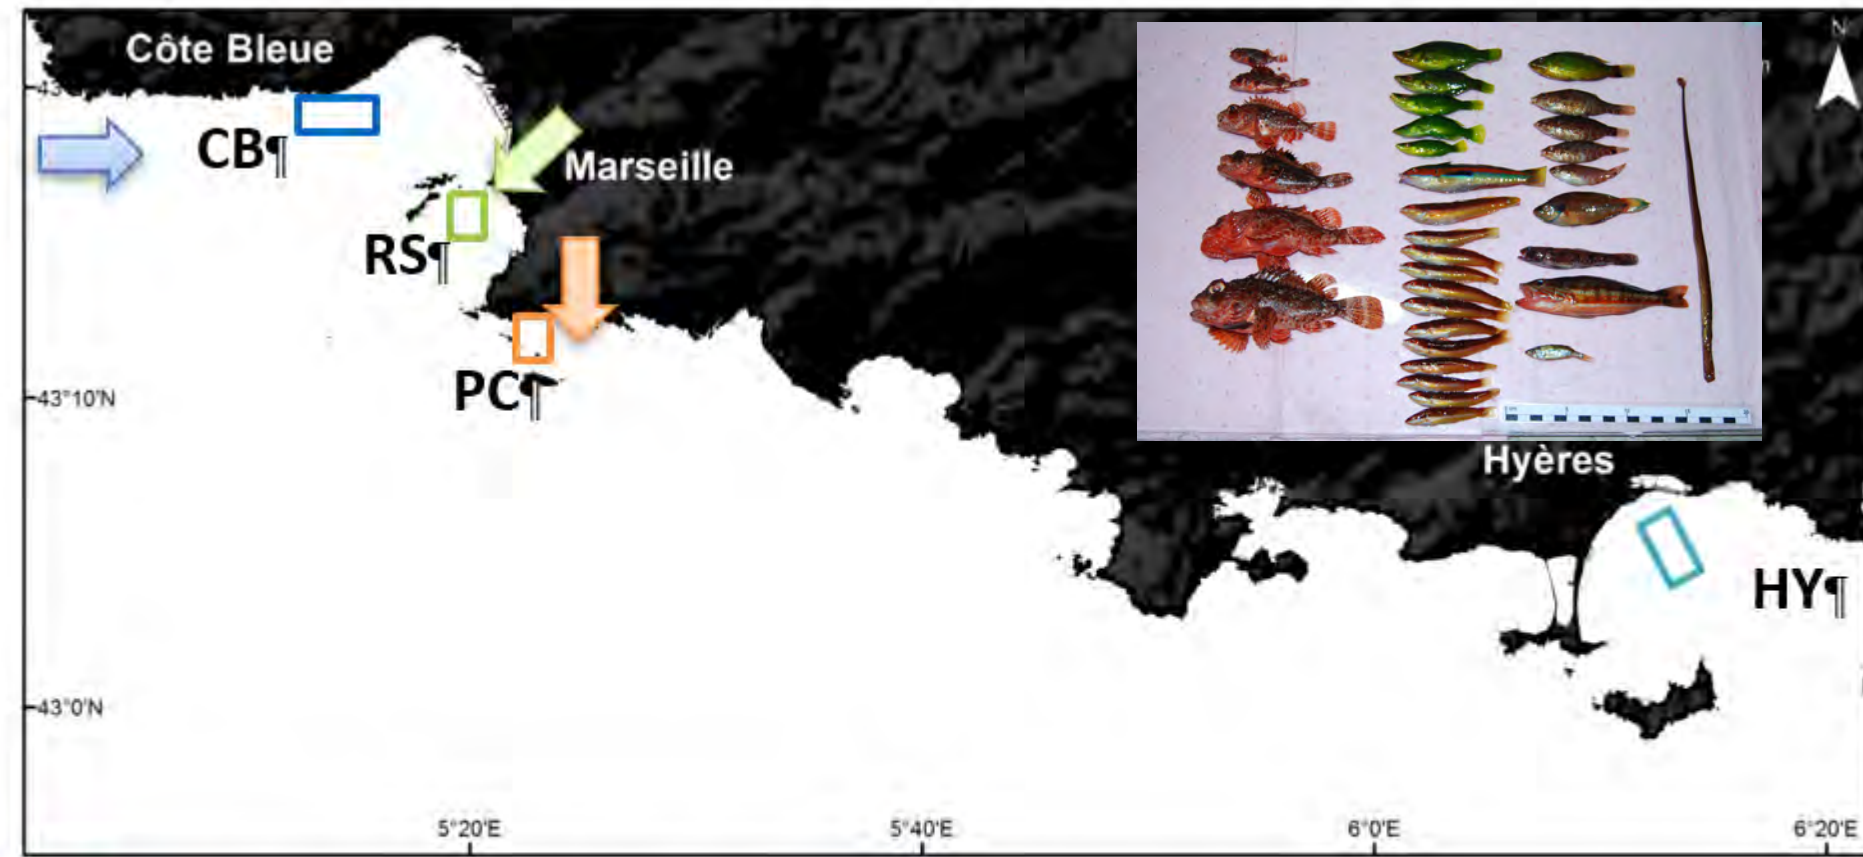 Côte Bleue
N
CB¶
Marseille
RS¶
PC¶
43°10'N
Hyères
HY¶
43°0'N
5°20'E
5°40'E
6°0'E
6°20'E